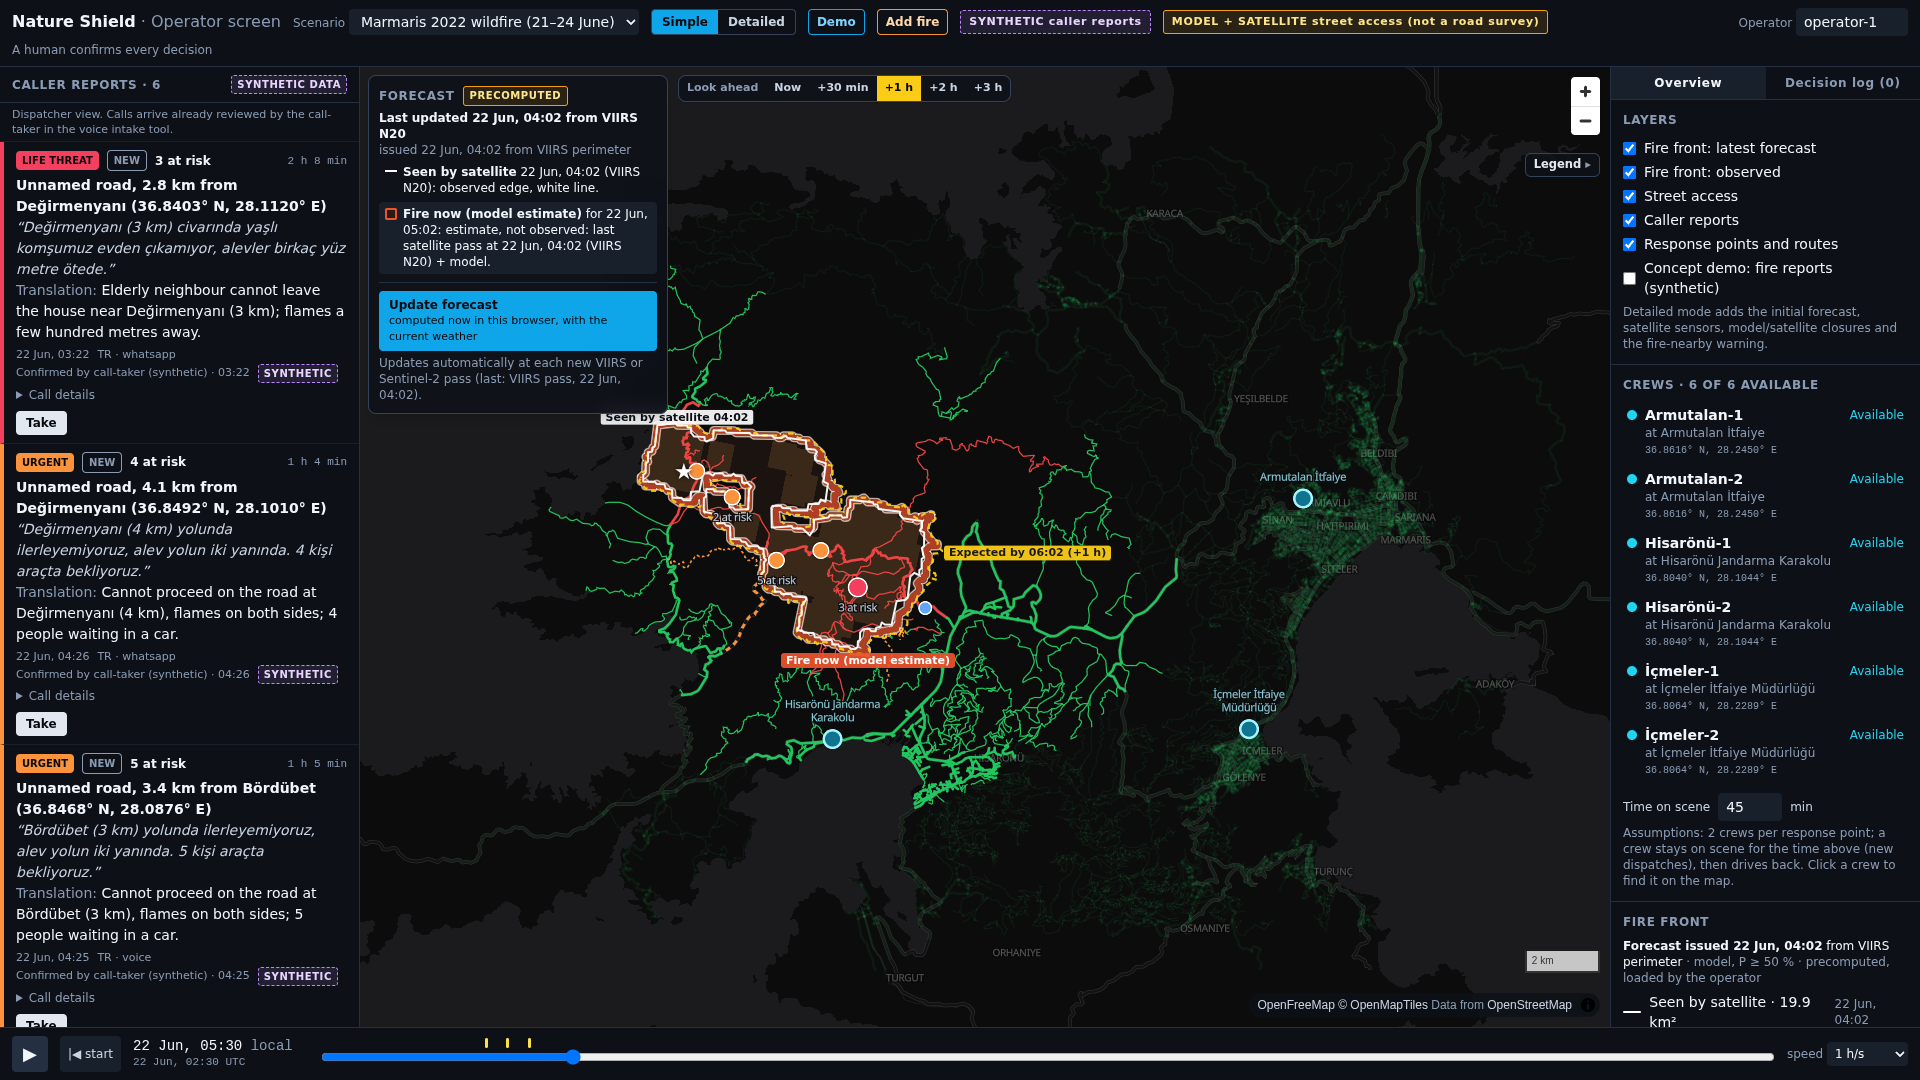 Nature Shield · Operator screen
Scenario
Marmaris 2022 wildfire (21–24 June)
Simple
Detailed
Demo
Add fire
SYNTHETIC caller reports
MODEL + SATELLITE street access (not a road survey)
Operator
operator-1
A human confirms every decision
CALLER REPORTS · 6
SYNTHETIC DATA
Dispatcher view. Calls arrive already reviewed by the call-
taker in the voice intake tool.
LIFE THREAT
NEW
3 at risk
2 h 8 min
Unnamed road, 2.8 km from
Değirmenyanı (36.8403° N, 28.1120° E)
“Değirmenyanı (3 km) civarında yaşlı
komşumuz evden çıkamıyor, alevler birkaç yüz
metre ötede.”
Translation: Elderly neighbour cannot leave
the house near Değirmenyanı (3 km); flames a
few hundred metres away.
22 Jun, 03:22 TR · whatsapp
Confirmed by call-taker (synthetic) · 03:22
SYNTHETIC
▶ Call details
Take
URGENT
NEW
4 at risk
1 h 4 min
Unnamed road, 4.1 km from
Değirmenyanı (36.8492° N, 28.1010° E)
“Değirmenyanı (4 km) yolunda
ilerleyemiyoruz, alev yolun iki yanında. 4 kişi
araçta bekliyoruz.”
Translation: Cannot proceed on the road at
Değirmenyanı (4 km), flames on both sides; 4
people waiting in a car.
22 Jun, 04:26 TR · whatsapp
Confirmed by call-taker (synthetic) · 04:26
SYNTHETIC
▶ Call details
Take
URGENT
NEW
5 at risk
1 h 5 min
Unnamed road, 3.4 km from Bördübet
(36.8468° N, 28.0876° E)
“Bördübet (3 km) yolunda ilerleyemiyoruz,
alev yolun iki yanında. 5 kişi araçta
bekliyoruz.”
Translation: Cannot proceed on the road at
Bördübet (3 km), flames on both sides; 5
people waiting in a car.
22 Jun, 04:25 TR · voice
Confirmed by call-taker (synthetic) · 04:25
SYNTHETIC
▶ Call details
Take
FORECAST
PRECOMPUTED
Last updated 22 Jun, 04:02 from VIIRS
N20
issued 22 Jun, 04:02 from VIIRS perimeter
Seen by satellite 22 Jun, 04:02 (VIIRS
N20): observed edge, white line.
Fire now (model estimate) for 22 Jun,
05:02: estimate, not observed: last
satellite pass at 22 Jun, 04:02 (VIIRS
N20) + model.
Update forecast
computed now in this browser, with the
current weather
Updates automatically at each new VIIRS or
Sentinel-2 pass (last: VIIRS pass, 22 Jun,
04:02).
Look ahead
Now
+30 min
+1 h
+2 h
+3 h
+
−
Legend ▸
KARACA
YEŞILBELDE
Seen by satellite 04:02
BELDIBI
Armutalan İtfaiye
ÇAMDIBI
MIAVLU
SINAN
HATIPIRIMI
SARIANA
MARMARIS
2 at risk
Expected by 06:02 (+1 h)
SITELER
5 at risk
3 at risk
Fire now (model estimate)
ADAKÖY
İçmeler İtfaiye
Müdürlüğü
Hisarönü Jandarma
Karakolu
IÇMELER
GÖLENYE
TURUNÇ
OSMANIYE
ORHANIYE
TURGUT
2 km
OpenFreeMap © OpenMapTiles Data from OpenStreetMap
Overview
Decision log (0)
LAYERS
Fire front: latest forecast
Fire front: observed
Street access
Caller reports
Response points and routes
Concept demo: fire reports
(synthetic)
Detailed mode adds the initial forecast,
satellite sensors, model/satellite closures and
the fire-nearby warning.
CREWS · 6 OF 6 AVAILABLE
Armutalan-1
Available
at Armutalan İtfaiye
36.8616° N, 28.2450° E
Armutalan-2
Available
at Armutalan İtfaiye
36.8616° N, 28.2450° E
Hisarönü-1
Available
at Hisarönü Jandarma Karakolu
36.8040° N, 28.1044° E
Hisarönü-2
Available
at Hisarönü Jandarma Karakolu
36.8040° N, 28.1044° E
İçmeler-1
Available
at İçmeler İtfaiye Müdürlüğü
36.8064° N, 28.2289° E
İçmeler-2
Available
at İçmeler İtfaiye Müdürlüğü
36.8064° N, 28.2289° E
Time on scene
45
min
Assumptions: 2 crews per response point; a
crew stays on scene for the time above (new
dispatches), then drives back. Click a crew to
find it on the map.
FIRE FRONT
Forecast issued 22 Jun, 04:02 from VIIRS
perimeter · model, P ≥ 50 % · precomputed,
loaded by the operator
Seen by satellite · 19.9
km²
22 Jun,
04:02
|◀ start
22 Jun, 05:30 local
22 Jun, 02:30 UTC
speed
1 h/s